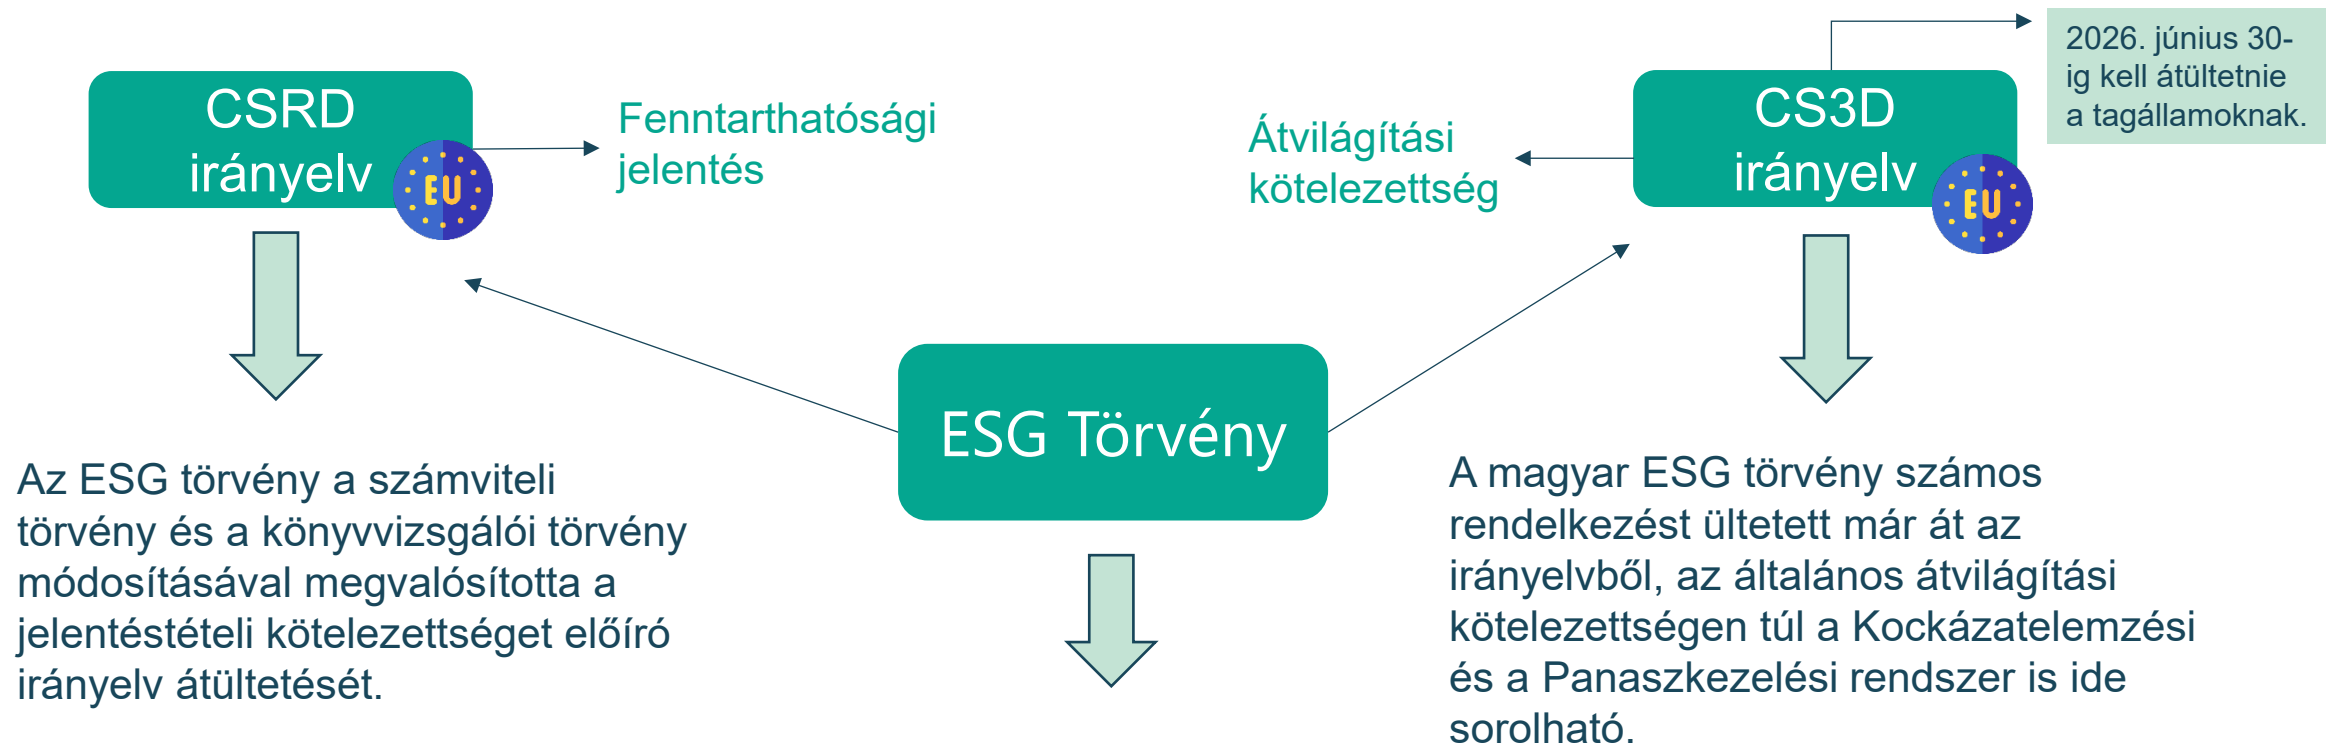 CSRD
irányelv
EU
Fenntarthatósági
jelentés
Átvilágítási
kötelezettség
CS3D
irányelv
EU
2026. június 30-
ig kell átültetnie
a tagállamoknak.
ESG Törvény
Az ESG törvény a számviteli
törvény és a könyvvizsgálói törvény
módosításával megvalósította a
jelentéstételi kötelezettséget előíró
irányelv átültetését.
A magyar ESG törvény számos
rendelkezést ültetett már át az
irányelvből, az általános átvilágítási
kötelezettségen túl a Kockázatelemzési
és a Panaszkezelési rendszer is ide
sorolható.